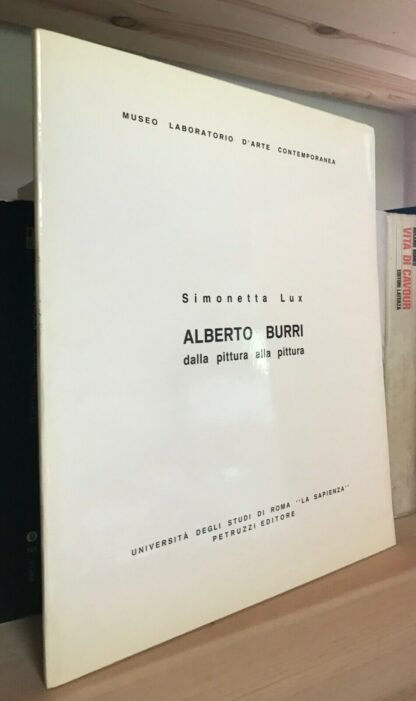 MUSEO LABORATORIO D'ARTE CONTEMPORANEA
Simonetta Lux
ALBERTO BURRI
dalla pittura alla pittura
UNIVERSITÀ DEGLI STUDI DI ROMA "LA SAPIENZA"
PETRUZZI EDITORE
VITA DI CAVOUR
EDITORI LATERZA